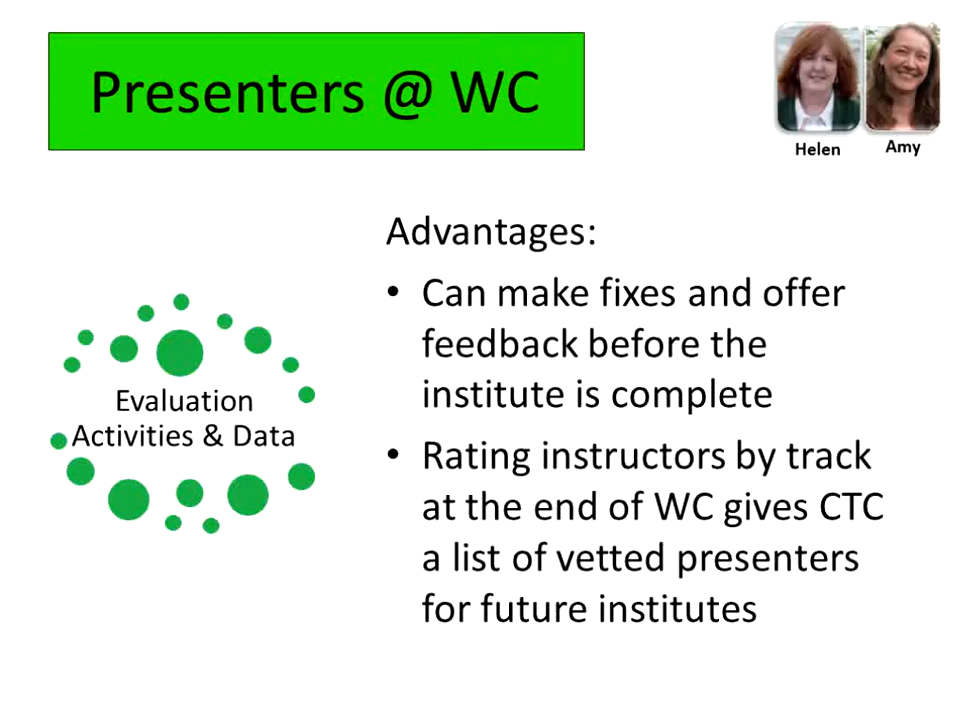 Presenters @ WC
Helen
Amy
Advantages:
• Can make fixes and offer
feedback before the
institute is complete
• Rating instructors by track
at the end of WC gives CTC
a list of vetted presenters
for future institutes
Evaluation
Activities & Data